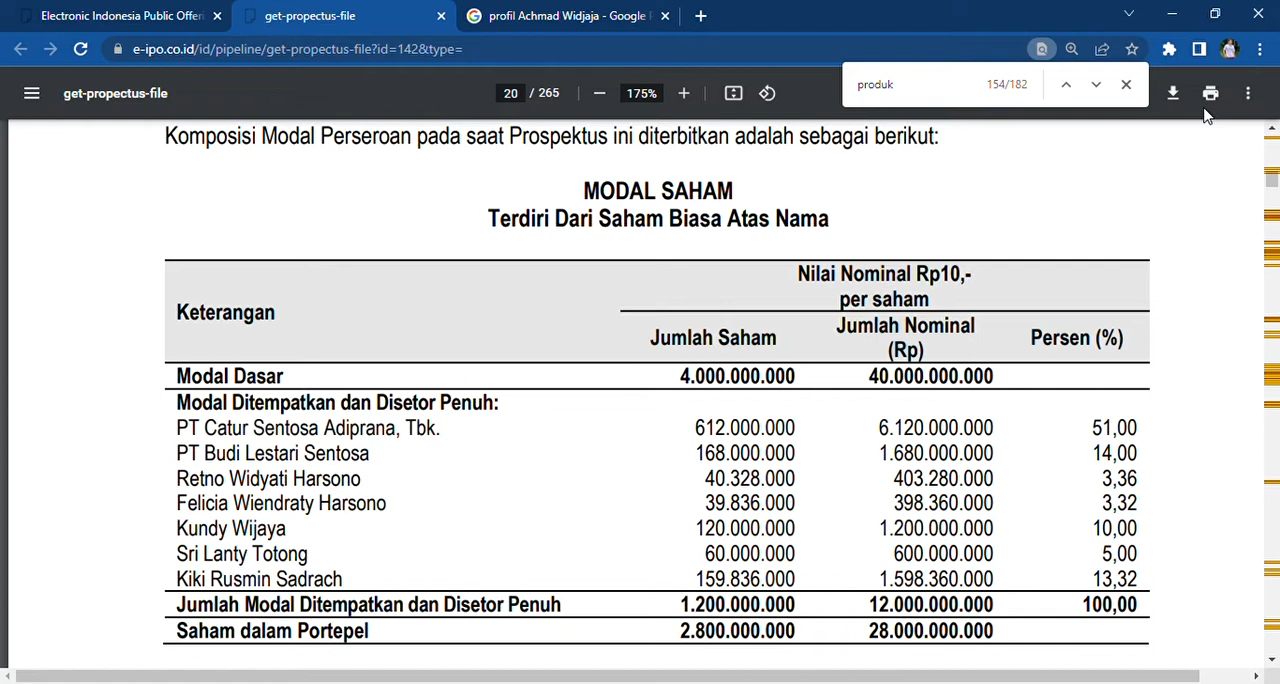 Electronic Indonesia Public Offeri
get-propectus-file
profil Achmad Widjaja - Google P
e-ipo.co.id/id/pipeline/get-propectus-file?id=142&type=
get-propectus-file
20 / 265
175%
produk 154/182
Komposisi Modal Perseroan pada saat Prospektus ini diterbitkan adalah sebagai berikut:
MODAL SAHAM
Terdiri Dari Saham Biasa Atas Nama
Nilai Nominal Rp10,-
per saham
Keterangan
Jumlah Saham
Jumlah Nominal
(Rp)
Persen (%)
Modal Dasar 4.000.000.000 40.000.000.000
Modal Ditempatkan dan Disetor Penuh:
PT Catur Sentosa Adiprana, Tbk. 612.000.000 6.120.000.000 51,00
PT Budi Lestari Sentosa 168.000.000 1.680.000.000 14,00
Retno Widyati Harsono 40.328.000 403.280.000 3,36
Felicia Wiendraty Harsono 39.836.000 398.360.000 3,32
Kundy Wijaya 120.000.000 1.200.000.000 10,00
Sri Lanty Totong 60.000.000 600.000.000 5,00
Kiki Rusmin Sadrach 159.836.000 1.598.360.000 13,32
Jumlah Modal Ditempatkan dan Disetor Penuh 1.200.000.000 12.000.000.000 100,00
Saham dalam Portepel 2.800.000.000 28.000.000.000